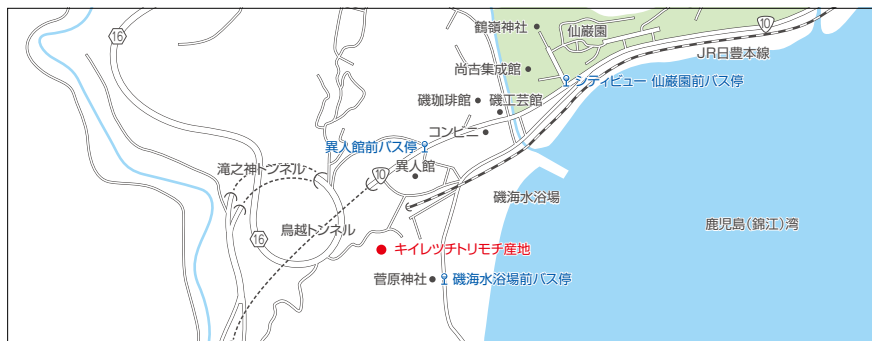 16
鶴嶺神社
仙巌園
10
JR日豊本線
尚古集成館
シティビュー 仙巌園前バス停
磯珈琲館
磯工芸館
コンビニ
異人館前バス停
異人館
滝之神トンネル
10
磯海水浴場
鳥越トンネル
16
鹿児島(錦江)湾
キイレツチトリモチ産地
菅原神社
磯海水浴場前バス停